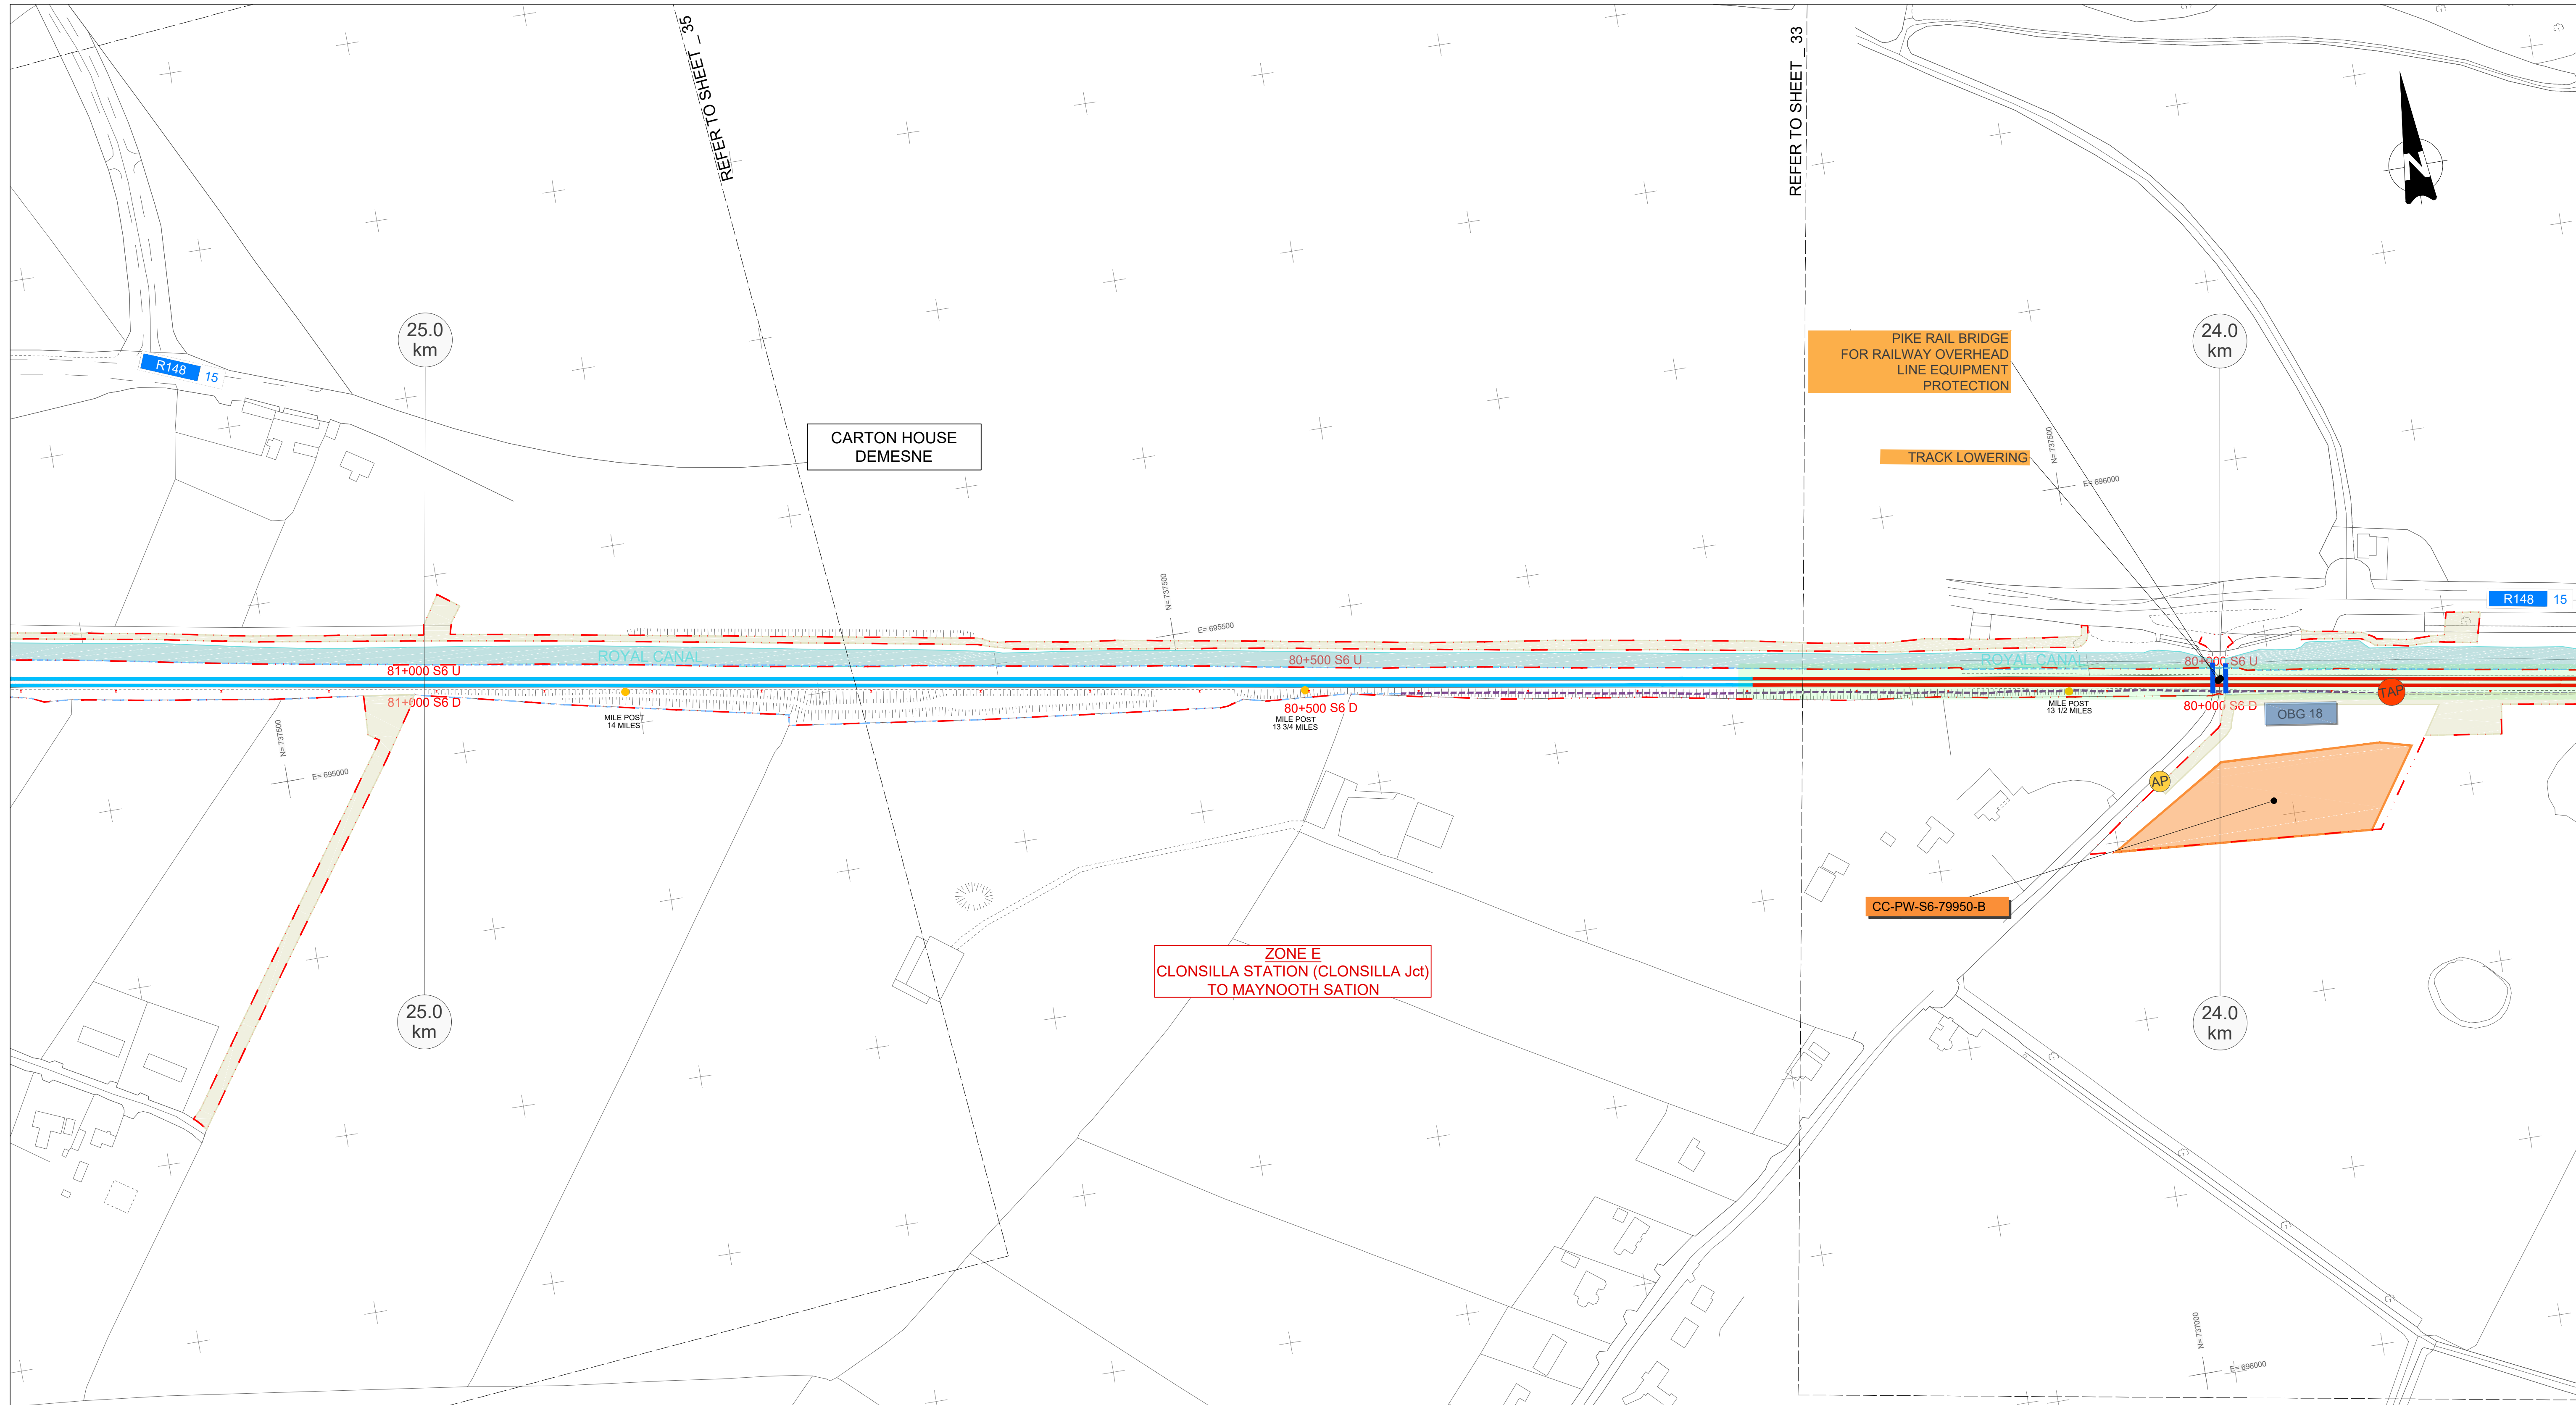 REFER TO SHEET _ 35
REFER TO SHEET _ 33
25.0
km
24.0
km
PIKE RAIL BRIDGE
FOR RAILWAY OVERHEAD
LINE EQUIPMENT
PROTECTION
R148 15
CARTON HOUSE
DEMESNE
TRACK LOWERING
N= 737500
E= 696000
N= 737500
E= 695500
R148 15
ROYAL CANAL
80+500 S6 U
ROYAL CANAL
80+000 S6 U
81+000 S6 U
81+000 S6 D
80+500 S6 D
80+000 S6 D
TAP
OBG 18
MILE POST
14 MILES
MILE POST
13 3/4 MILES
MILE POST
13 1/2 MILES
N= 737500
E= 695000
AP
CC-PW-S6-79950-B
ZONE E
CLONSILLA STATION (CLONSILLA Jct)
TO MAYNOOTH SATION
25.0
km
24.0
km
N= 737000
E= 696000
N